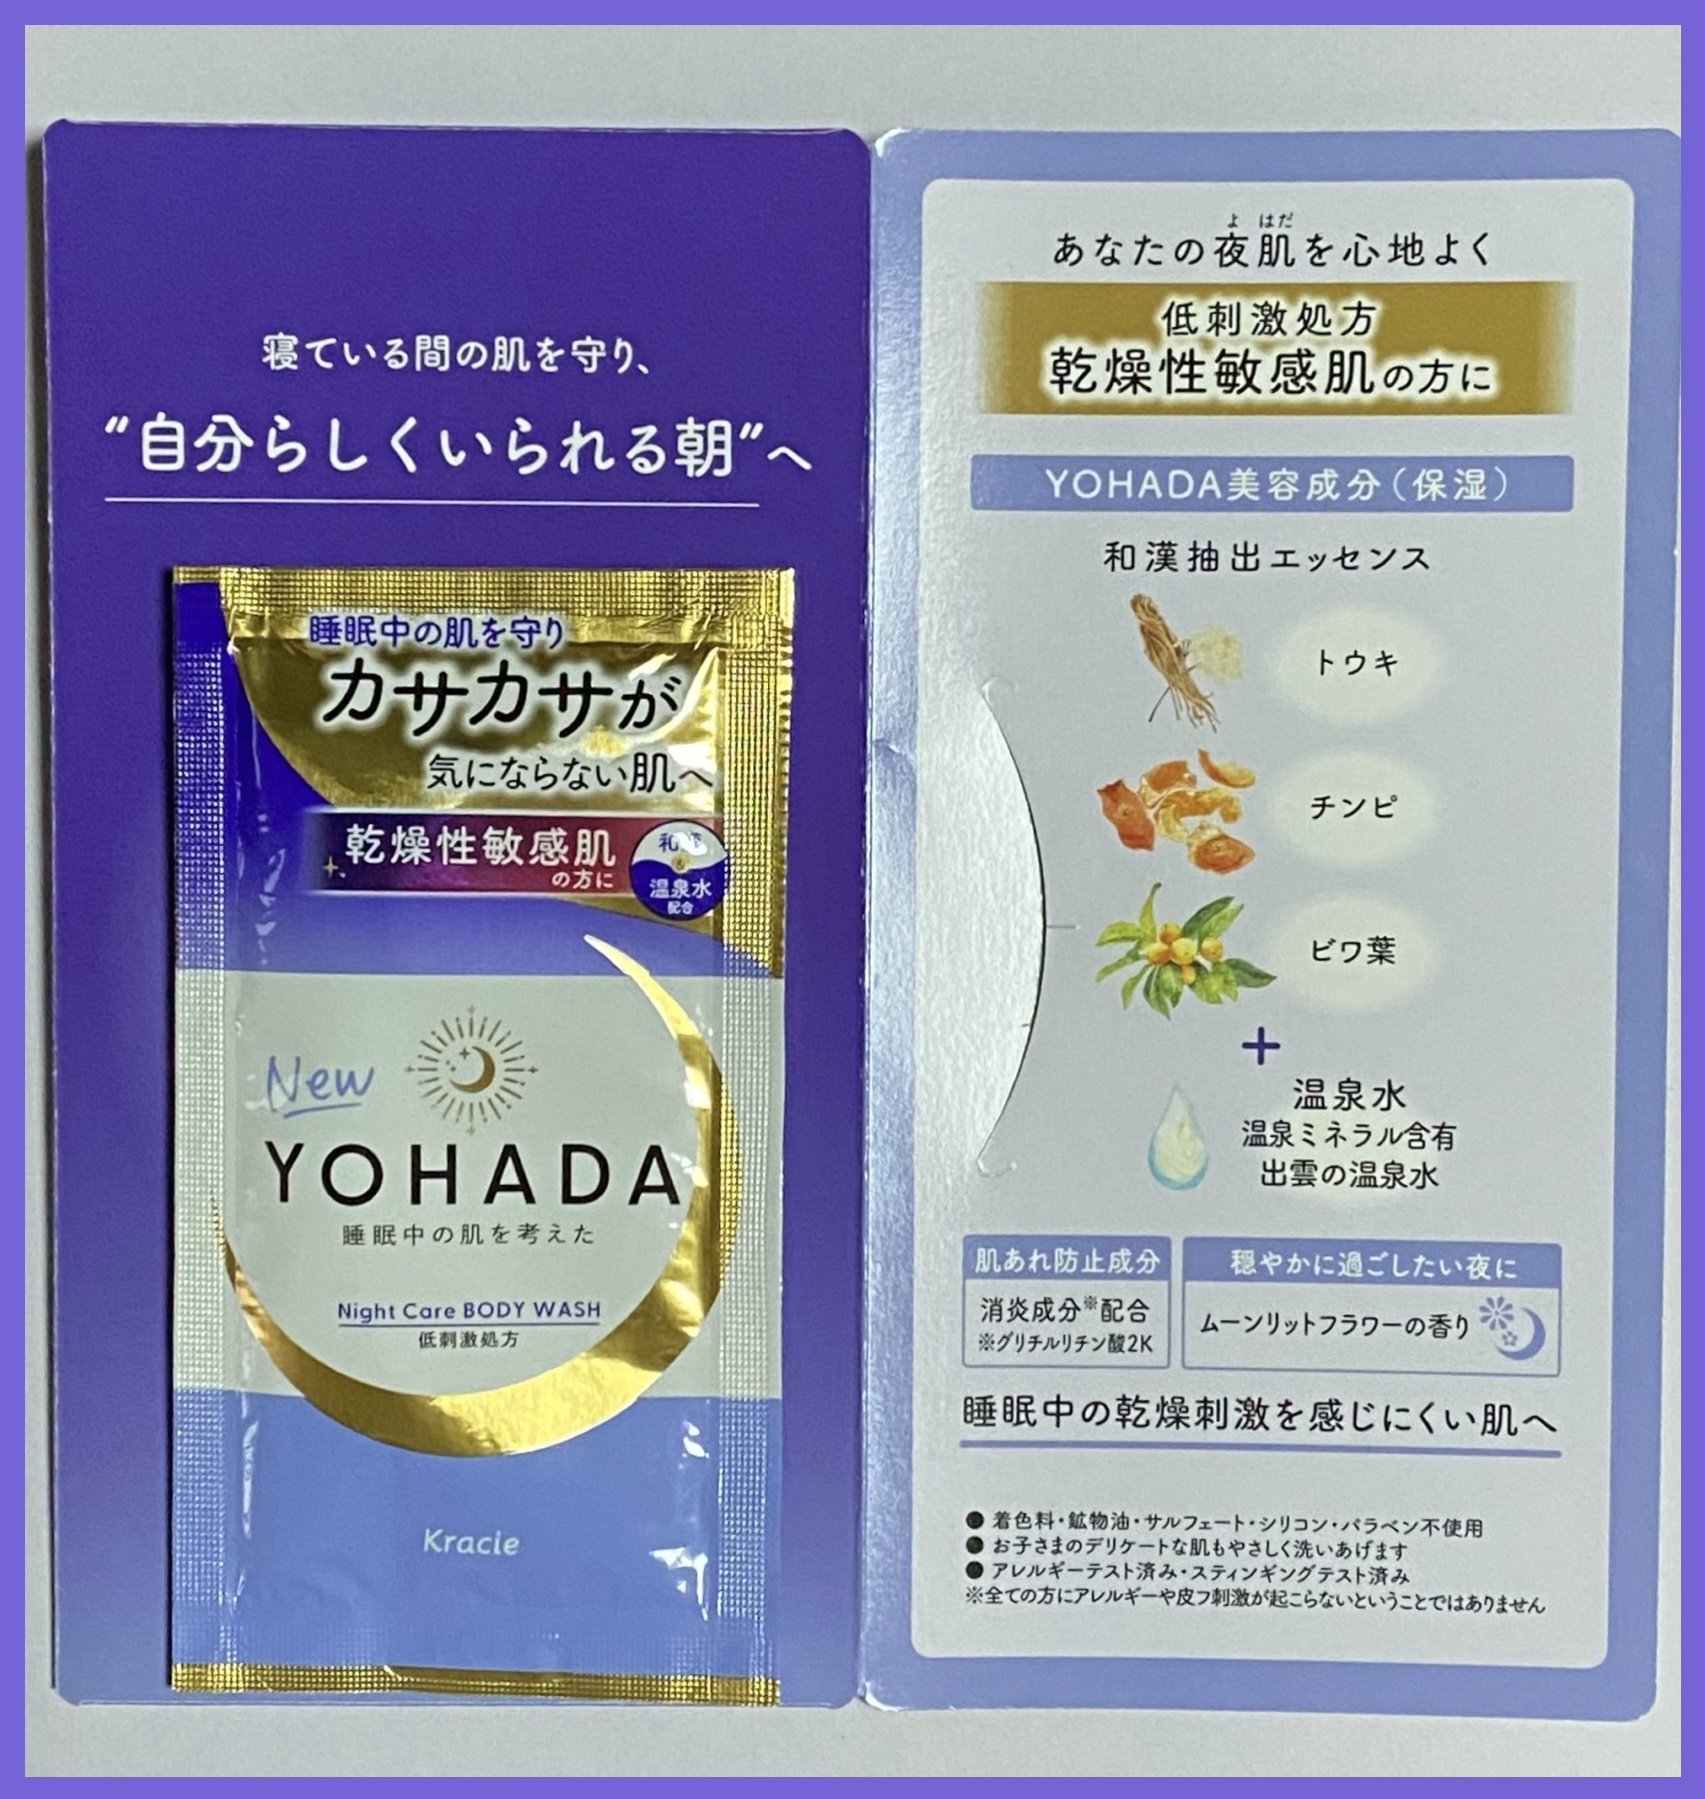 寝ている間の肌を守り、
“自分らしくいられる朝”へ
睡眠中の肌を守り
カサカサが
気にならない肌へ
乾燥性敏感肌
の方に
温泉水
配合
New
YOHADA
睡眠中の肌を考えた
Night Care BODY WASH
低刺激処方
Kracie
よ はだ
あなたの夜肌を心地よく
低刺激処方
乾燥性敏感肌の方に
YOHADA美容成分（保湿）
和漢抽出エッセンス
トウキ
チンピ
ビワ葉
+
温泉水
温泉ミネラル含有
出雲の温泉水
肌あれ防止成分
消炎成分※配合
※グリチルリチン酸2K
穏やかに過ごしたい夜に
ムーンリットフラワーの香り
睡眠中の乾燥刺激を感じにくい肌へ
● 着色料・鉱物油・サルフェート・シリコン・パラベン不使用
● お子さまのデリケートな肌もやさしく洗いあげます
● アレルギーテスト済み・スティンギングテスト済み
※全ての方にアレルギーや皮フ刺激が起こらないということではありません